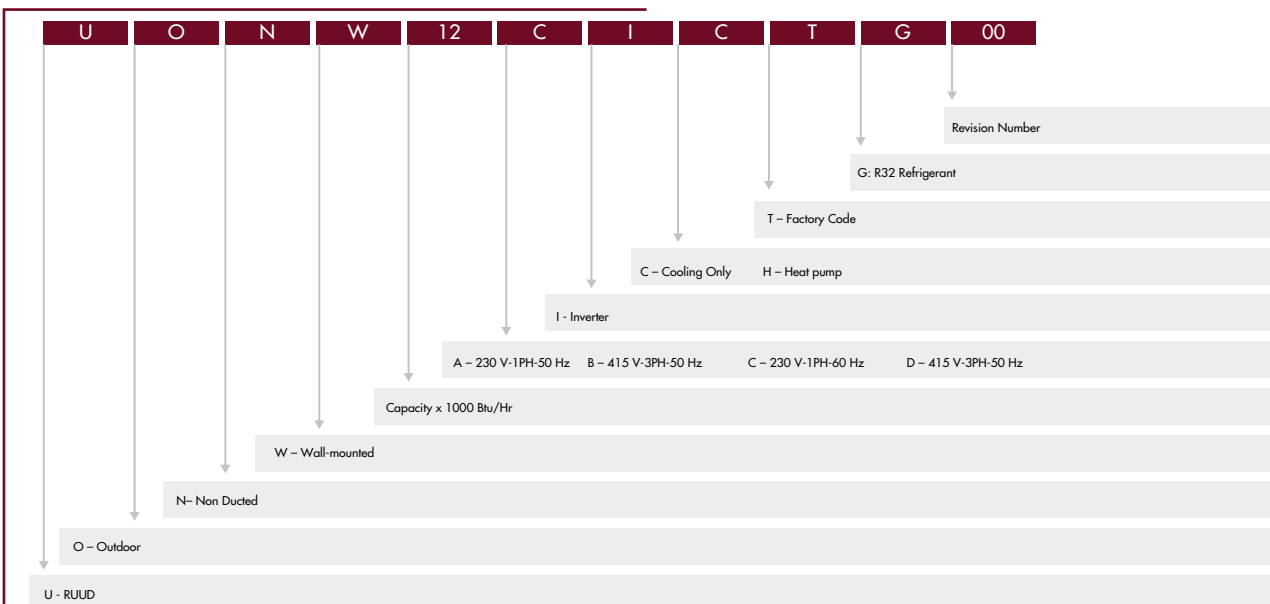 U O N W 12 C I C T G 00
Revision Number
G: R32 Refrigerant
T – Factory Code
C – Cooling Only H – Heat pump
I - Inverter
A – 230 V-1PH-50 Hz B – 415 V-3PH-50 Hz C – 230 V-1PH-60 Hz D – 415 V-3PH-50 Hz
Capacity x 1000 Btu/Hr
W – Wall-mounted
N– Non Ducted
O – Outdoor
U - RUUD